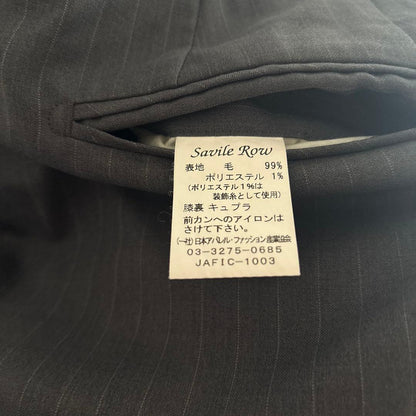 Savile Row
表地 毛 99%
ポリエステル 1%
(ポリエステル1%は
装飾糸として使用)
膝裏 キュプラ
前カンへのアイロンは
さけて下さい
(一社)日本アパレル・ファッション産業協会
03-3275-0685
JAFIC-1003